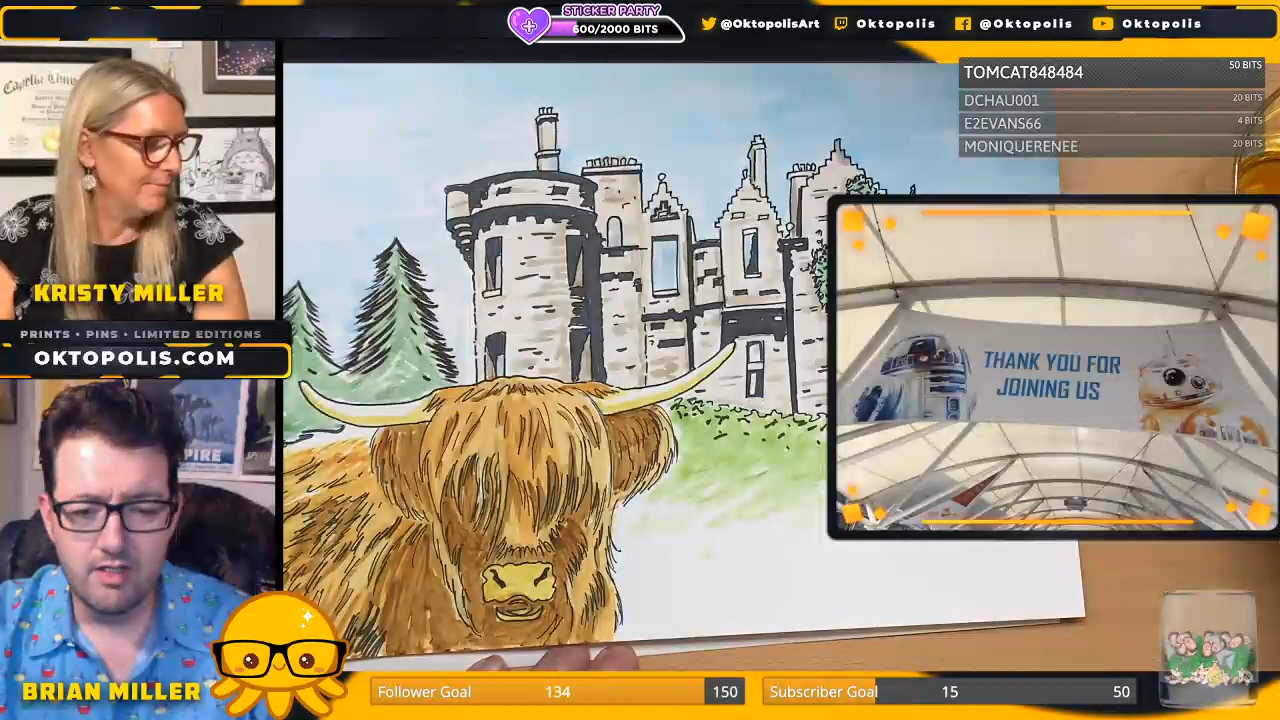 STICKER PARTY
600/2000 BITS
@OktopolisArt
Oktopolis
@Oktopolis
Oktopolis
TOMCAT848484 50 BITS
DCHAU001 20 BITS
E2EVANS66 4 BITS
MONIQUERENEE 20 BITS
KRISTY MILLER
PRINTS • PINS • LIMITED EDITIONS
OKTOPOLIS.COM
THANK YOU FOR
JOINING US
BRIAN MILLER
Follower Goal 134 150
Subscriber Goal 15 50